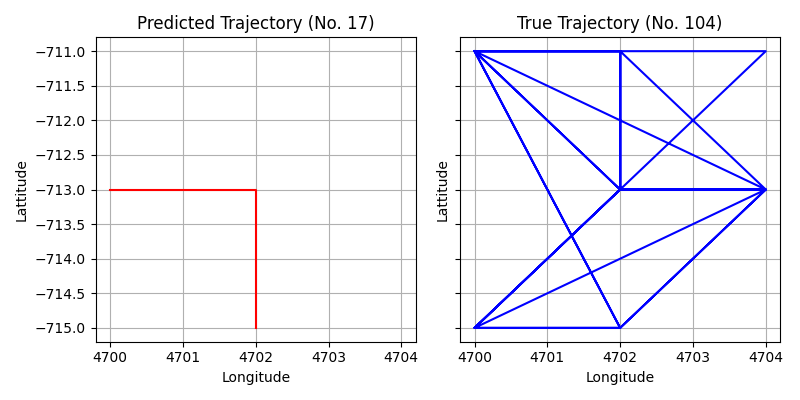 Predicted Trajectory (No. 17)
True Trajectory (No. 104)
−711.0
−711.5
−712.0
−712.5
−713.0
−713.5
−714.0
−714.5
−715.0
Lattitude
Lattitude
4700 4701 4702 4703 4704
4700 4701 4702 4703 4704
Longitude
Longitude